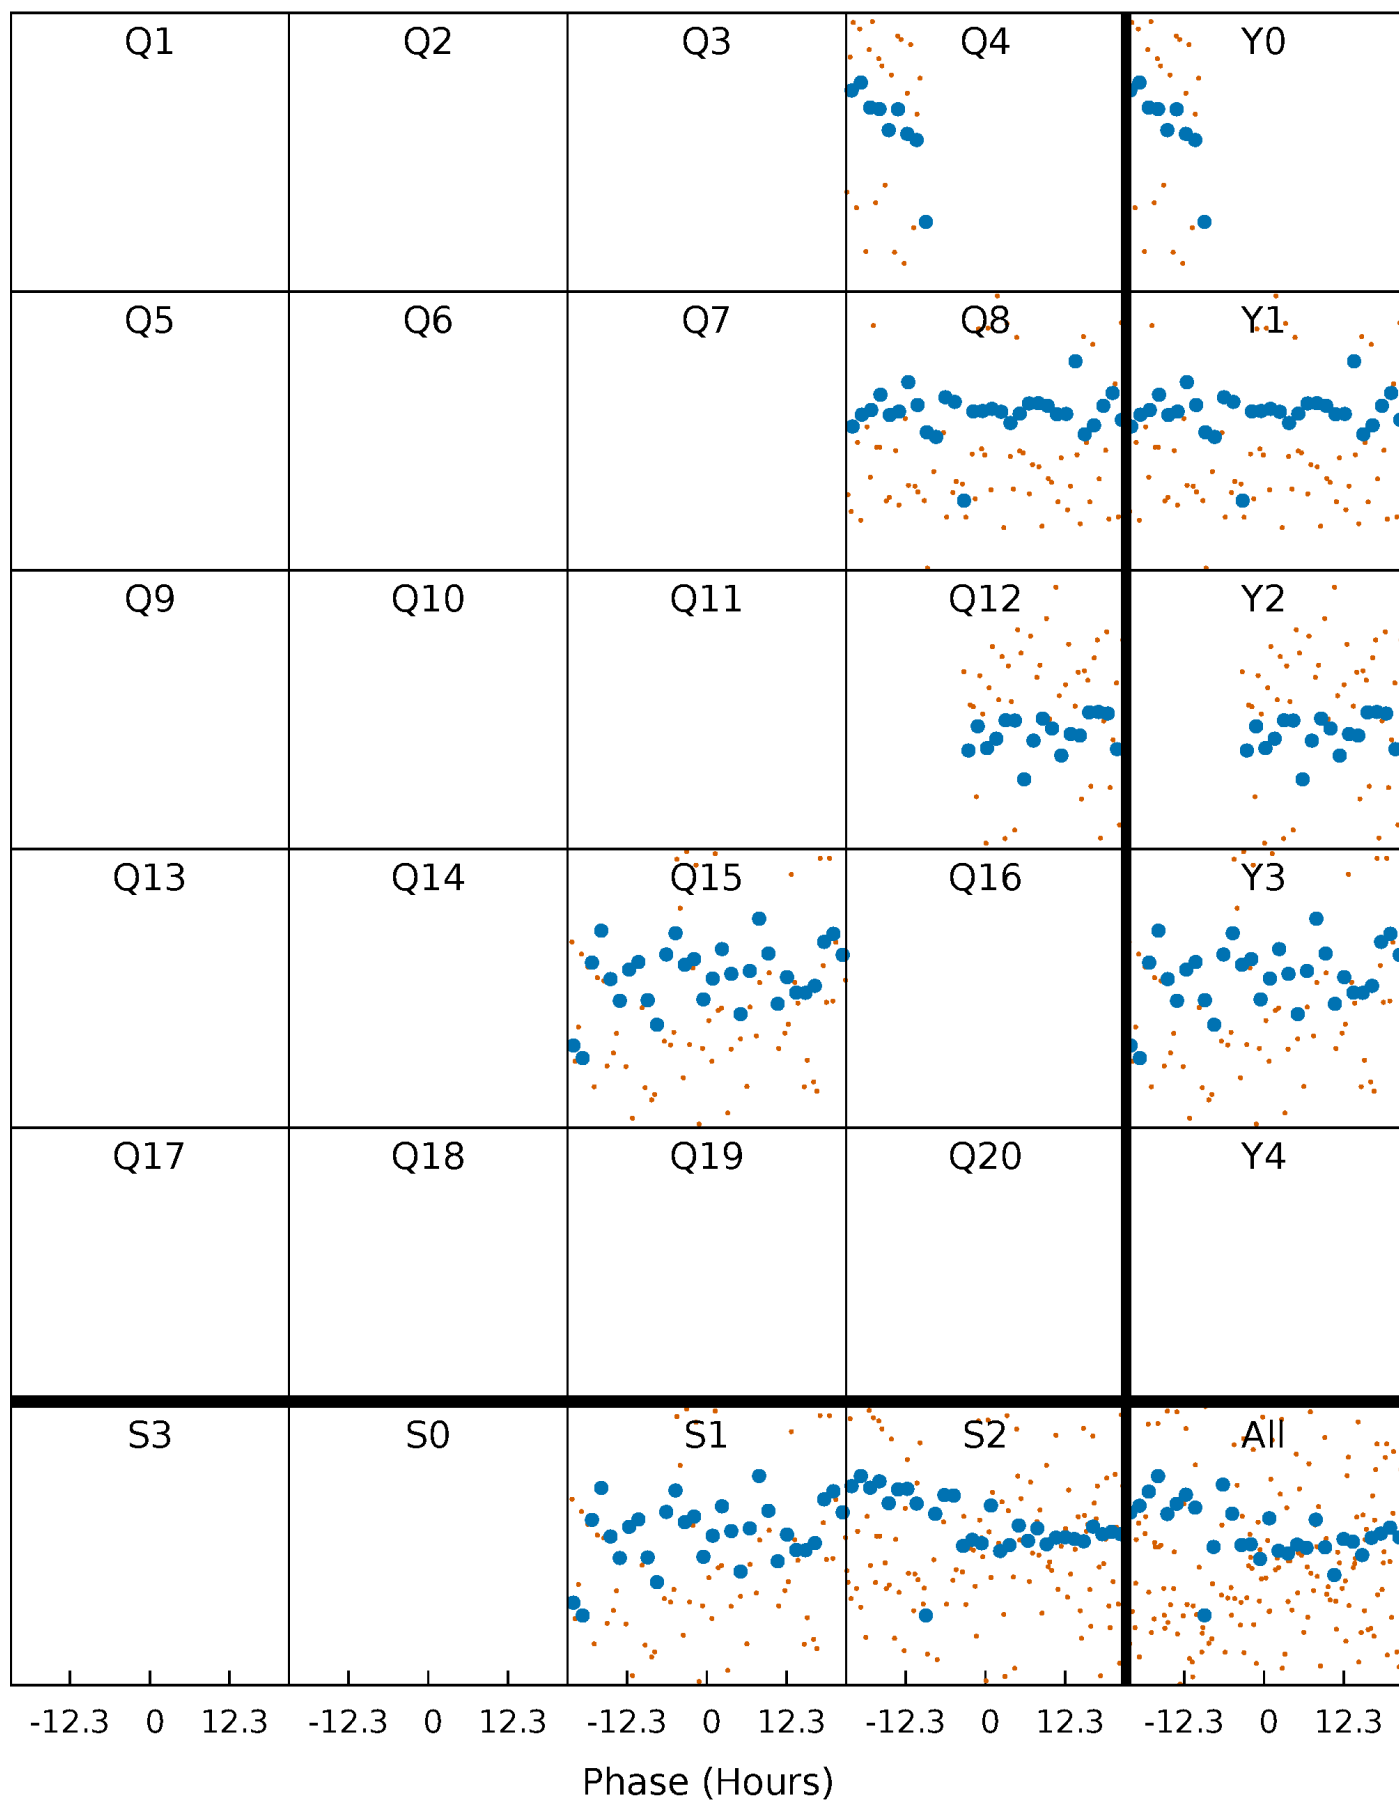 Q1 Q2 Q3 Q4 Y0
Q5 Q6 Q7 Q8 Y1
Q9 Q10 Q11 Q12 Y2
Q13 Q14 Q15 Q16 Y3
Q17 Q18 Q19 Q20 Y4
S3 S0 S1 S2 All
-12.3 0 12.3 -12.3 0 12.3 -12.3 0 12.3 -12.3 0 12.3 -12.3 0 12.3
Phase (Hours)